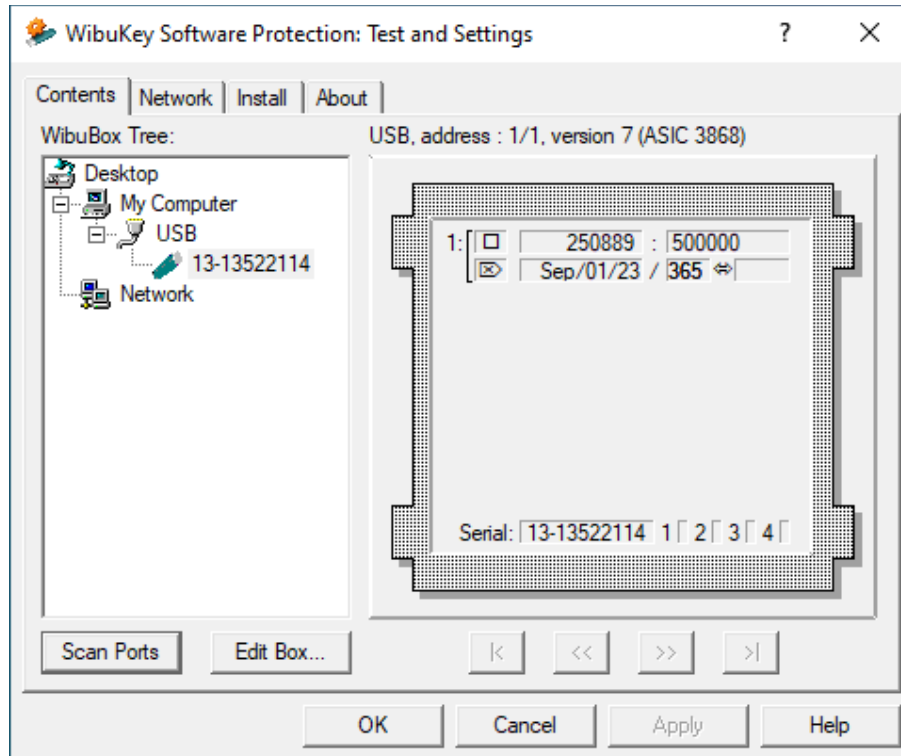 WibuKey Software Protection: Test and Settings ?
Contents Network Install About
WibuBox Tree:
USB, address : 1/1, version 7 (ASIC 3868)
Desktop
My Computer
USB
13-13522114
Network
1: 250889 : 500000
Sep/01/23 / 365
Serial: 13-13522114 1 2 3 4
Scan Ports Edit Box... |< << >> >|
OK Cancel Apply Help